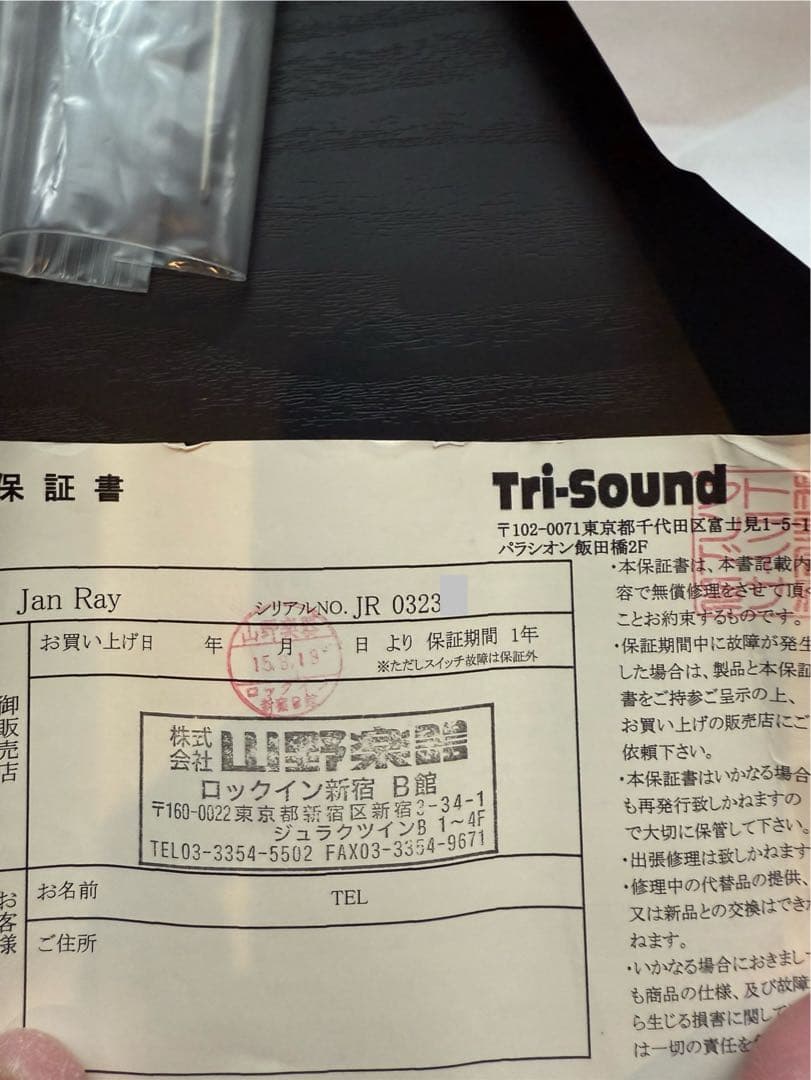 保証書
Tri-Sound
〒102-0071東京都千代田区富士見1-5-1
パラシオン飯田橋2F
Jan Ray
シリアルNO. JR 0323
お買い上げ日 年 月 日 より 保証期間 1年
※ただしスイッチ故障は保証外
山野楽器
ロックイン
新宿B館
御販売店
株式会社 山野楽器
ロックイン新宿 B館
〒160-0022東京都新宿区新宿3-34-1
ジュラクツインB 1～4F
TEL03-3354-5502 FAX03-3354-9671
お客様
お名前 TEL
ご住所
・本保証書は、本書記載内
容で無償修理をさせて頂く
ことお約束するものです。
・保証期間中に故障が発生
した場合は、製品と本保証
書をご持参ご呈示の上、
お買い上げの販売店にご
依頼下さい。
・本保証書はいかなる場合
も再発行致しかねますの
で大切に保管して下さい。
・出張修理は致しかねます
・修理中の代替品の提供、
又は新品との交換はでき
ねます。
・いかなる場合におきまし
も商品の仕様、及び故障
ら生じる損害に関して
は一切の責任を